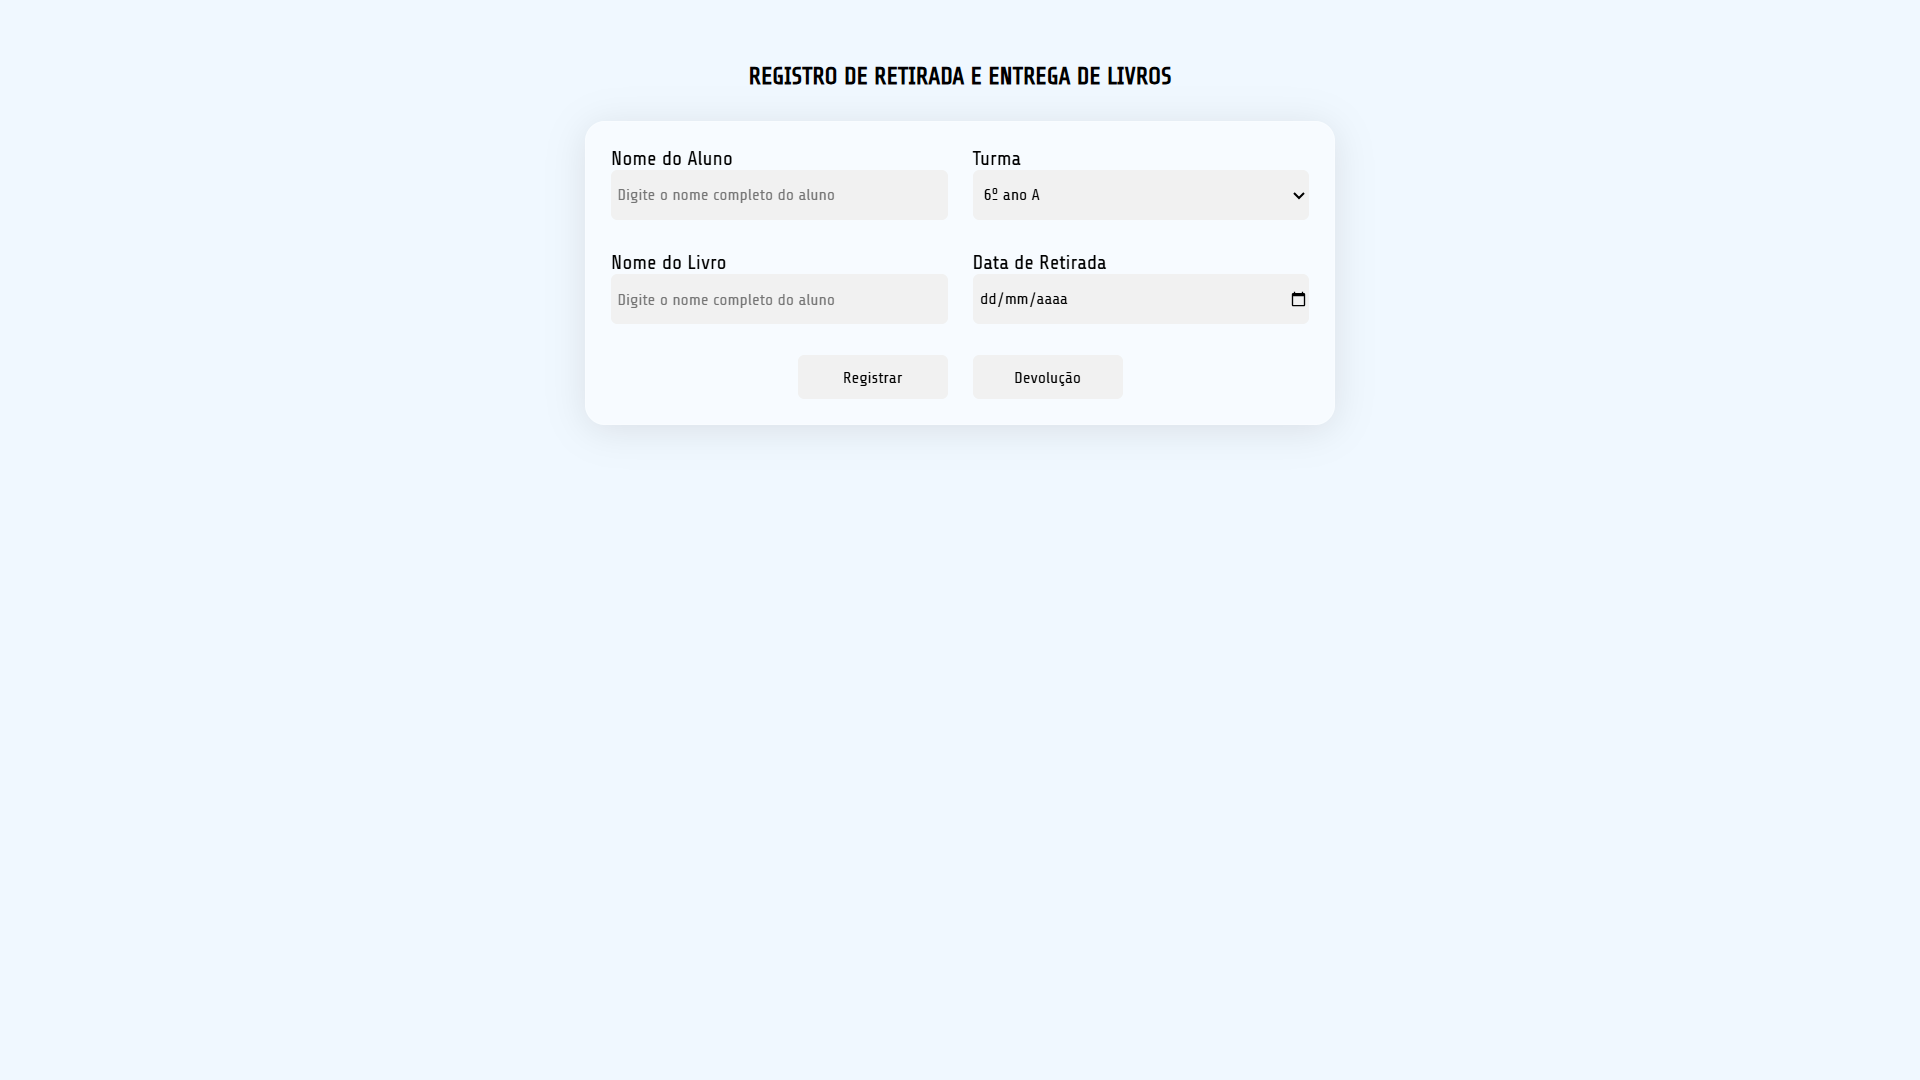 REGISTRO DE RETIRADA E ENTREGA DE LIVROS
Nome do Aluno
Turma
Digite o nome completo do aluno
6º ano A
Nome do Livro
Data de Retirada
Digite o nome completo do aluno
dd/mm/aaaa
Registrar
Devolução